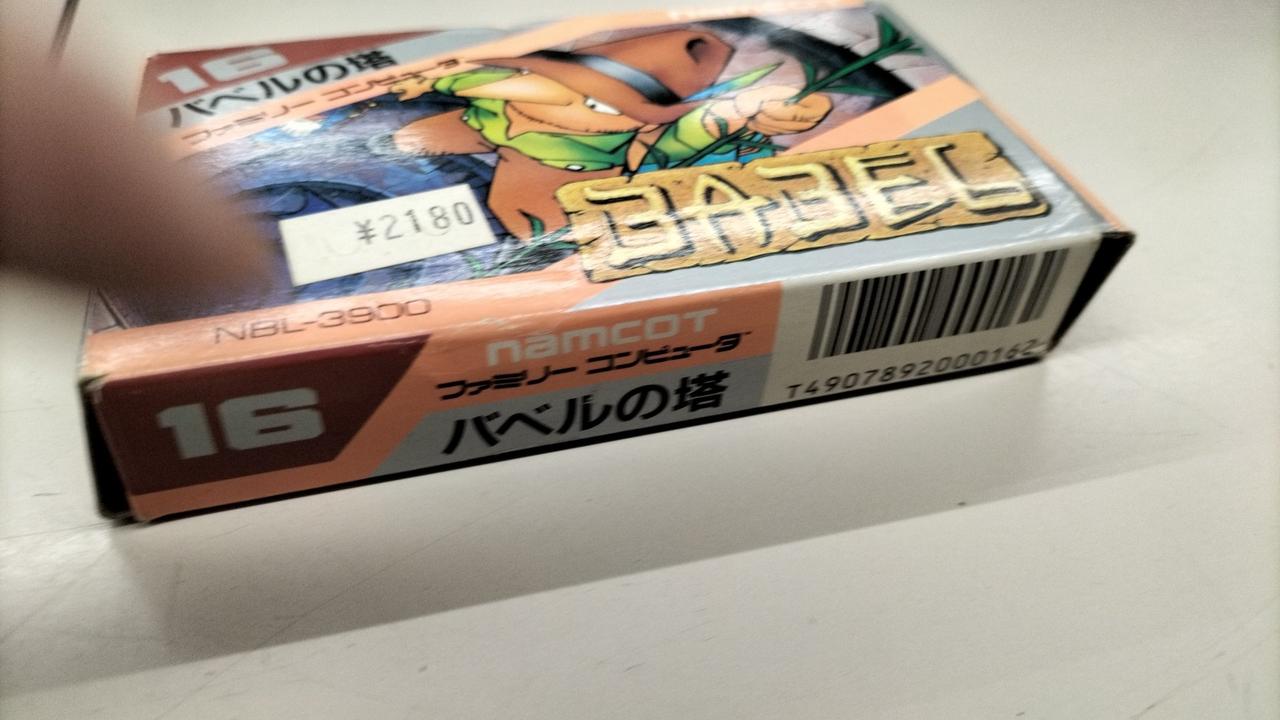 16
バベルの塔
ファミリー コンピュータ
¥2180
BABEL
NBL-3900
16
namcoT
ファミリー コンピュータ
バベルの塔
T4907892000162